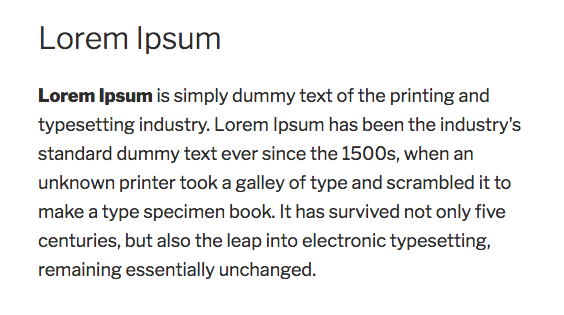 Lorem Ipsum
Lorem Ipsum is simply dummy text of the printing and
typesetting industry. Lorem Ipsum has been the industry's
standard dummy text ever since the 1500s, when an
unknown printer took a galley of type and scrambled it to
make a type specimen book. It has survived not only five
centuries, but also the leap into electronic typesetting,
remaining essentially unchanged.